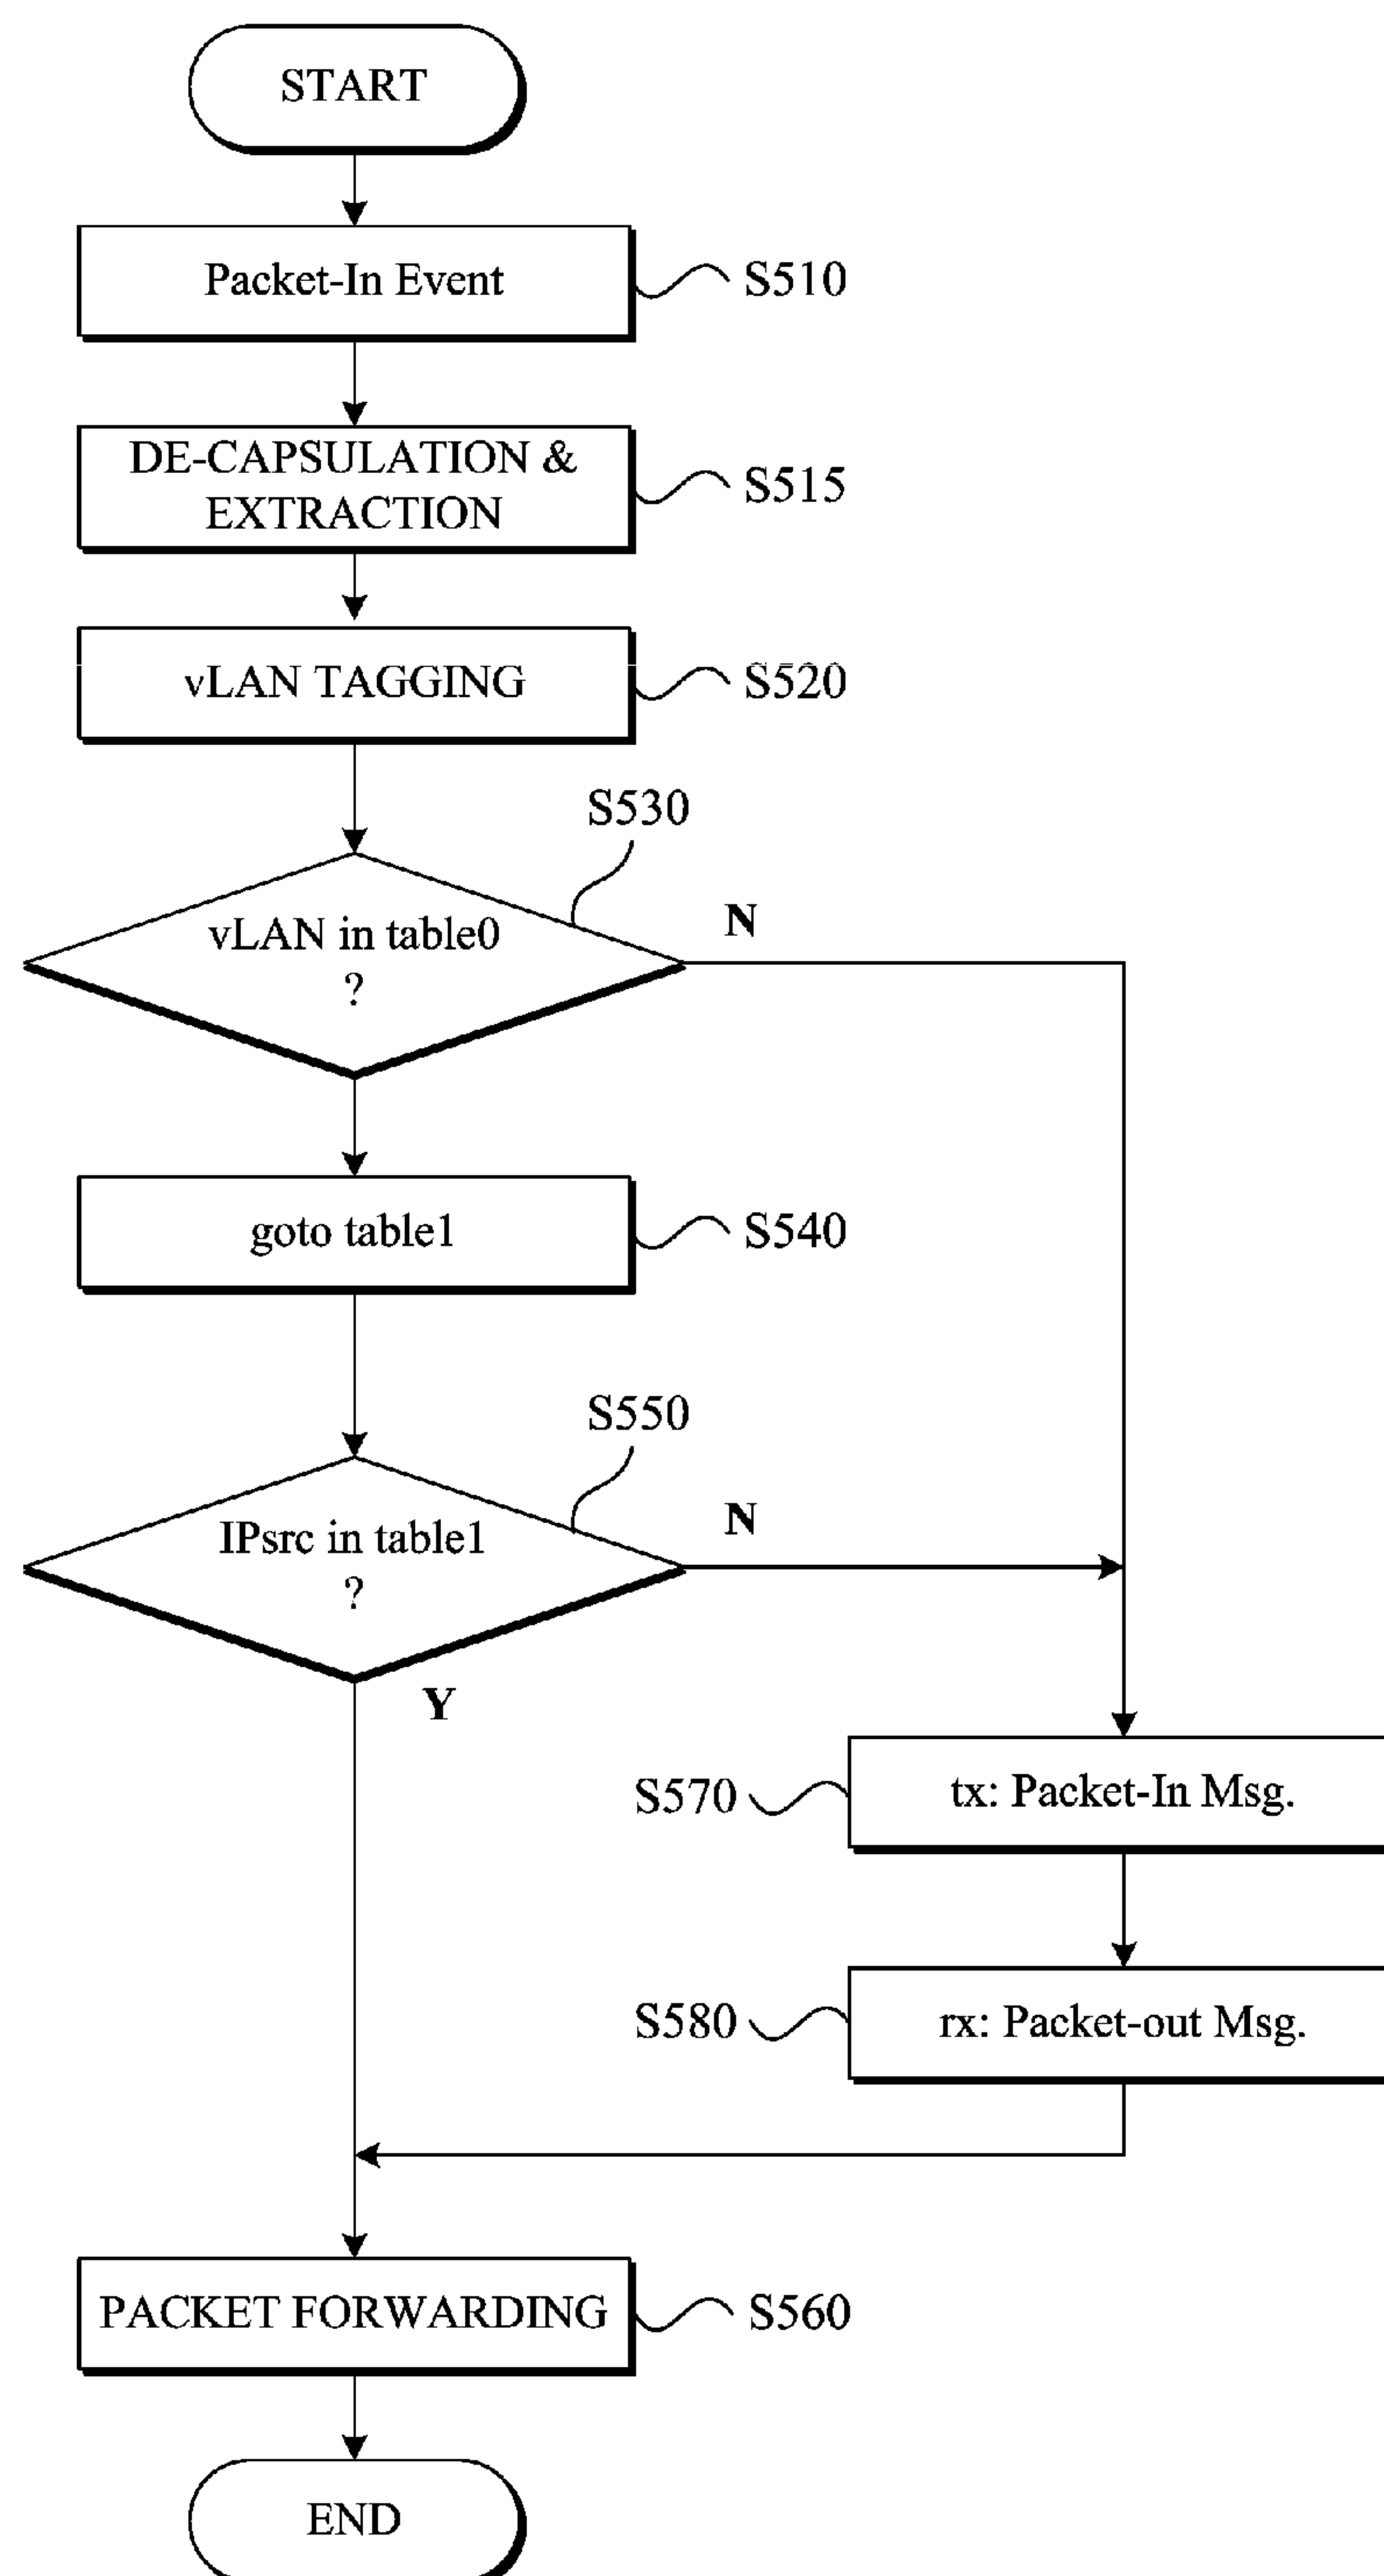 START
Packet-In Event
S510
DE-CAPSULATION &
EXTRACTION
S515
vLAN TAGGING
S520
S530
vLAN in table0
?
N
goto table1
S540
S550
IPsrc in table1
?
N
Y
S570
tx: Packet-In Msg.
S580
rx: Packet-out Msg.
PACKET FORWARDING
S560
END